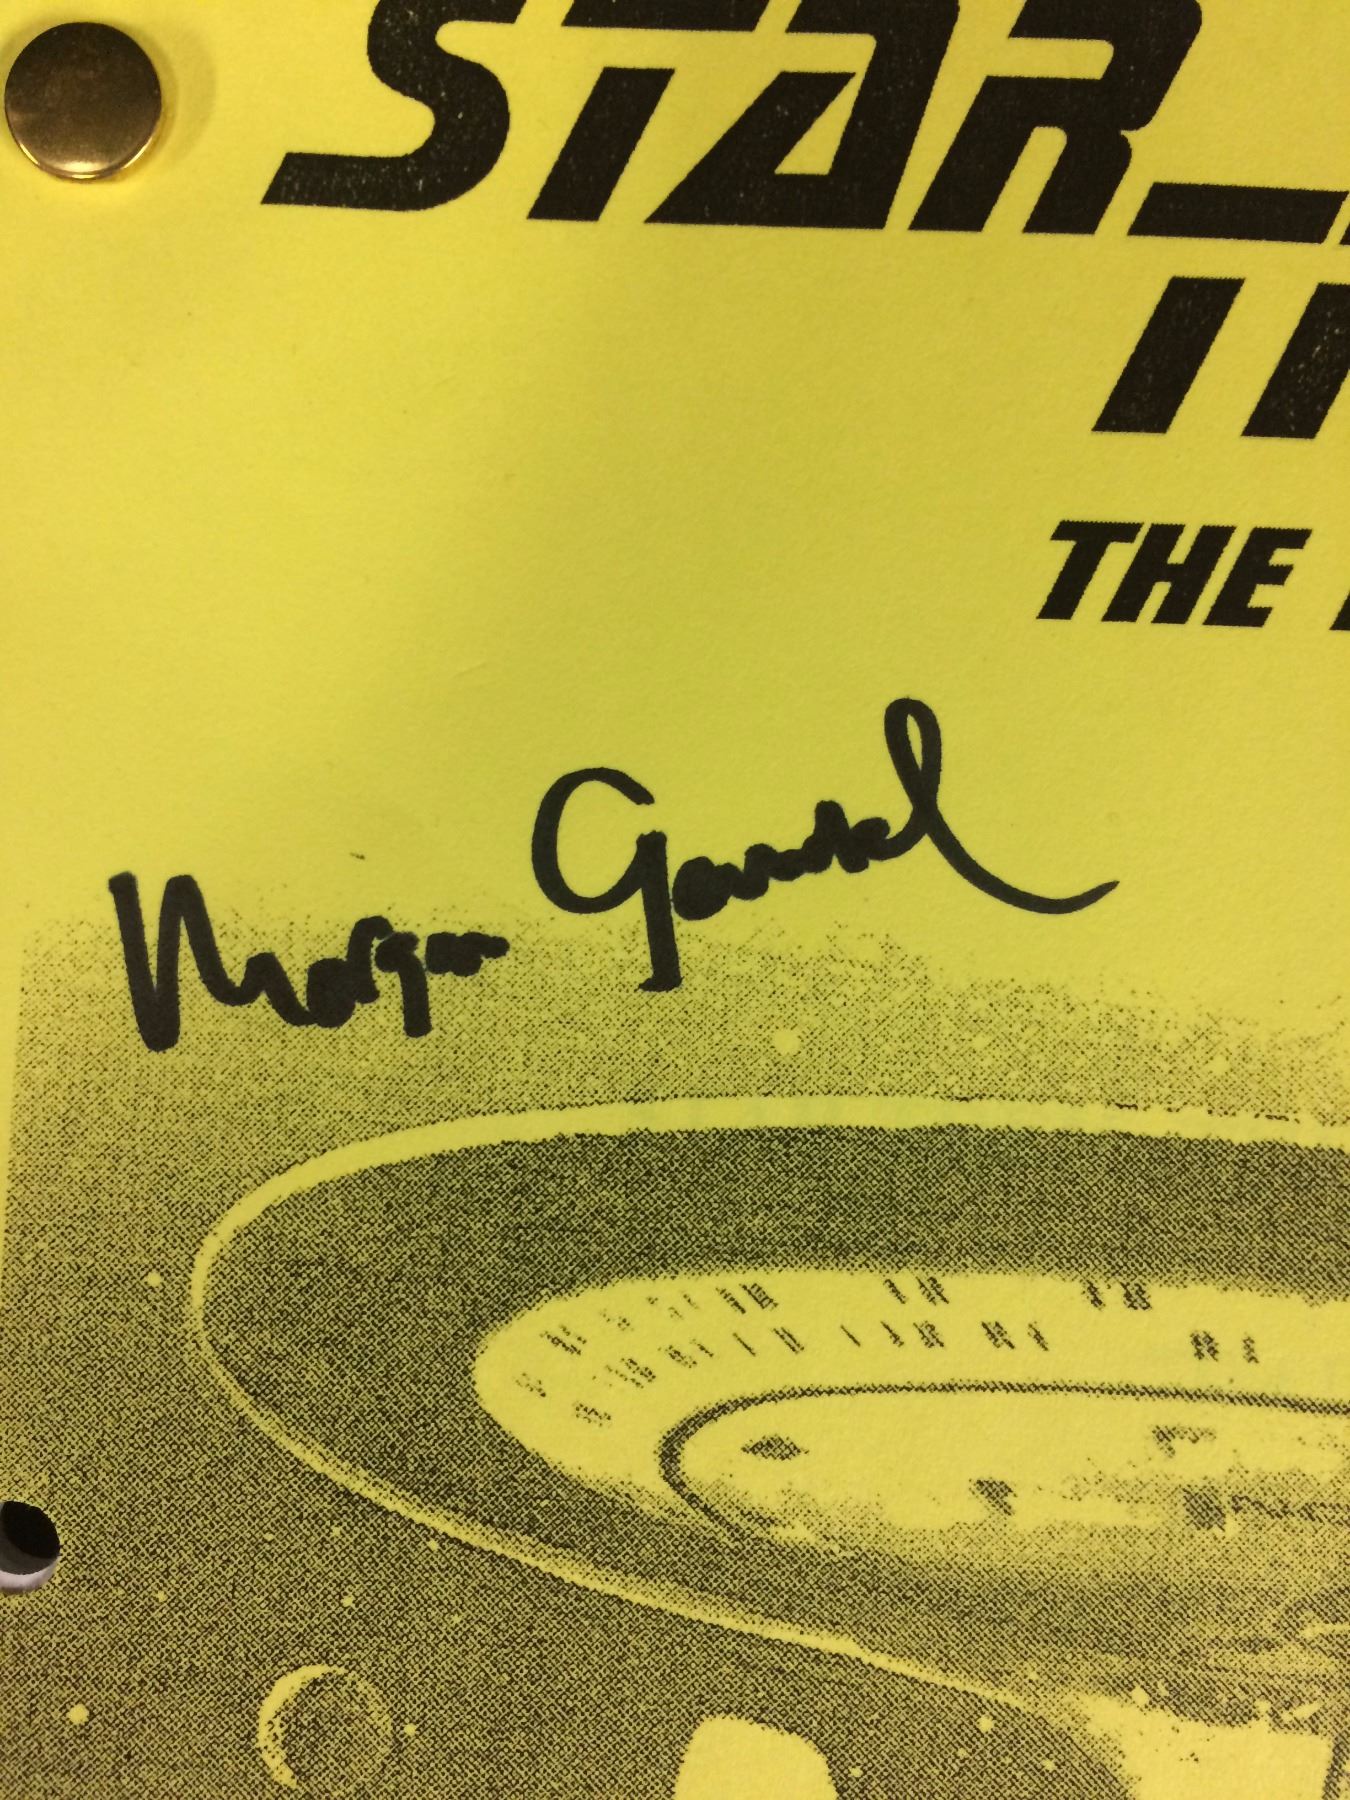 STAR
T
THE
Morgan Gendel